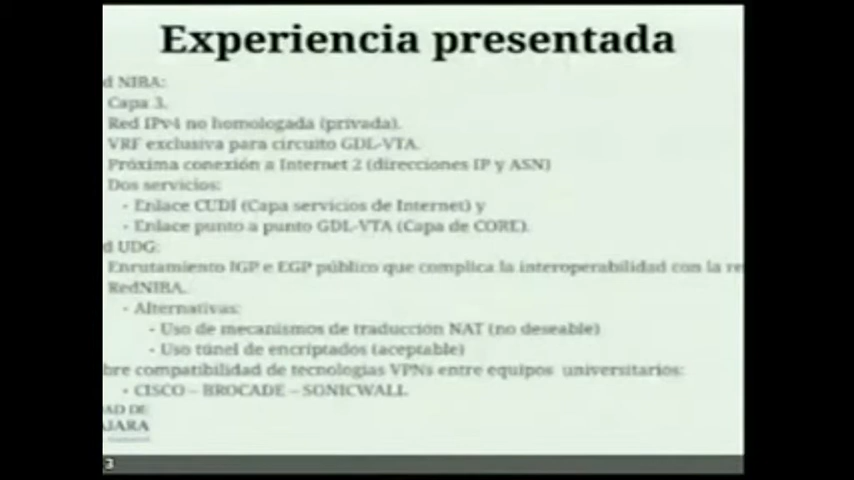 Experiencia presentada
d NIBA:
Capa 3.
Red IPv4 no homologada (privada).
VRF exclusiva para circuito GDL-VTA.
Próxima conexión a Internet 2 (direcciones IP y ASN)
Dos servicios:
- Enlace CUDI (Capa servicios de Internet) y
- Enlace punto a punto GDL-VTA (Capa de CORE).
d UDG:
Enrutamiento IGP e EGP público que complica la interoperabilidad con la re
RedNIBA.
- Alternativas:
- Uso de mecanismos de traducción NAT (no deseable)
- Uso túnel de encriptados (aceptable)
bre compatibilidad de tecnologias VPNs entre equipos universitarios:
- CISCO – BROCADE – SONICWALL
AD DE
AJARA
3